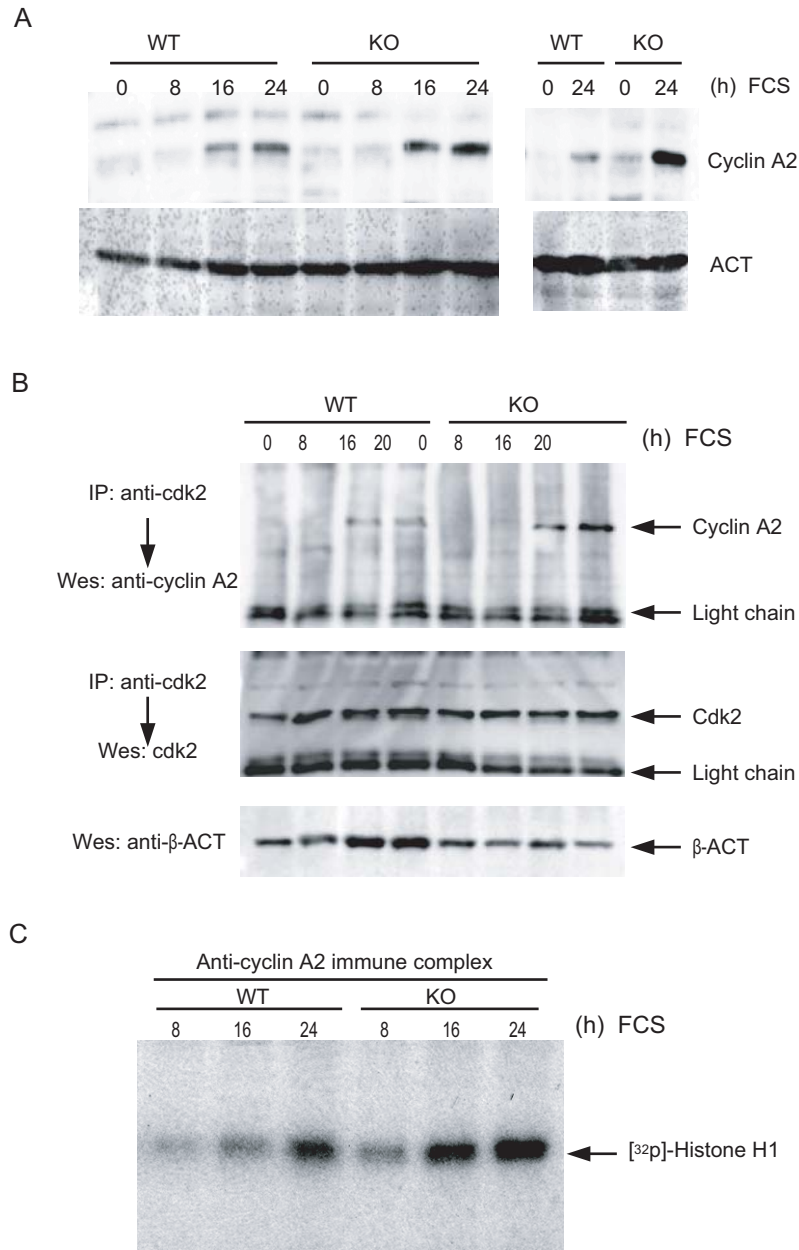 A
WT KO WT KO
0 8 16 24 0 8 16 24 0 24 0 24 (h) FCS
Cyclin A2
ACT
B
WT KO
0 8 16 20 0 8 16 20 (h) FCS
IP: anti-cdk2
Cyclin A2
Wes: anti-cyclin A2
Light chain
IP: anti-cdk2
Cdk2
Wes: cdk2
Light chain
Wes: anti-β-ACT β-ACT
C
Anti-cyclin A2 immune complex
WT KO
8 16 24 8 16 24 (h) FCS
[³²p]-Histone H1